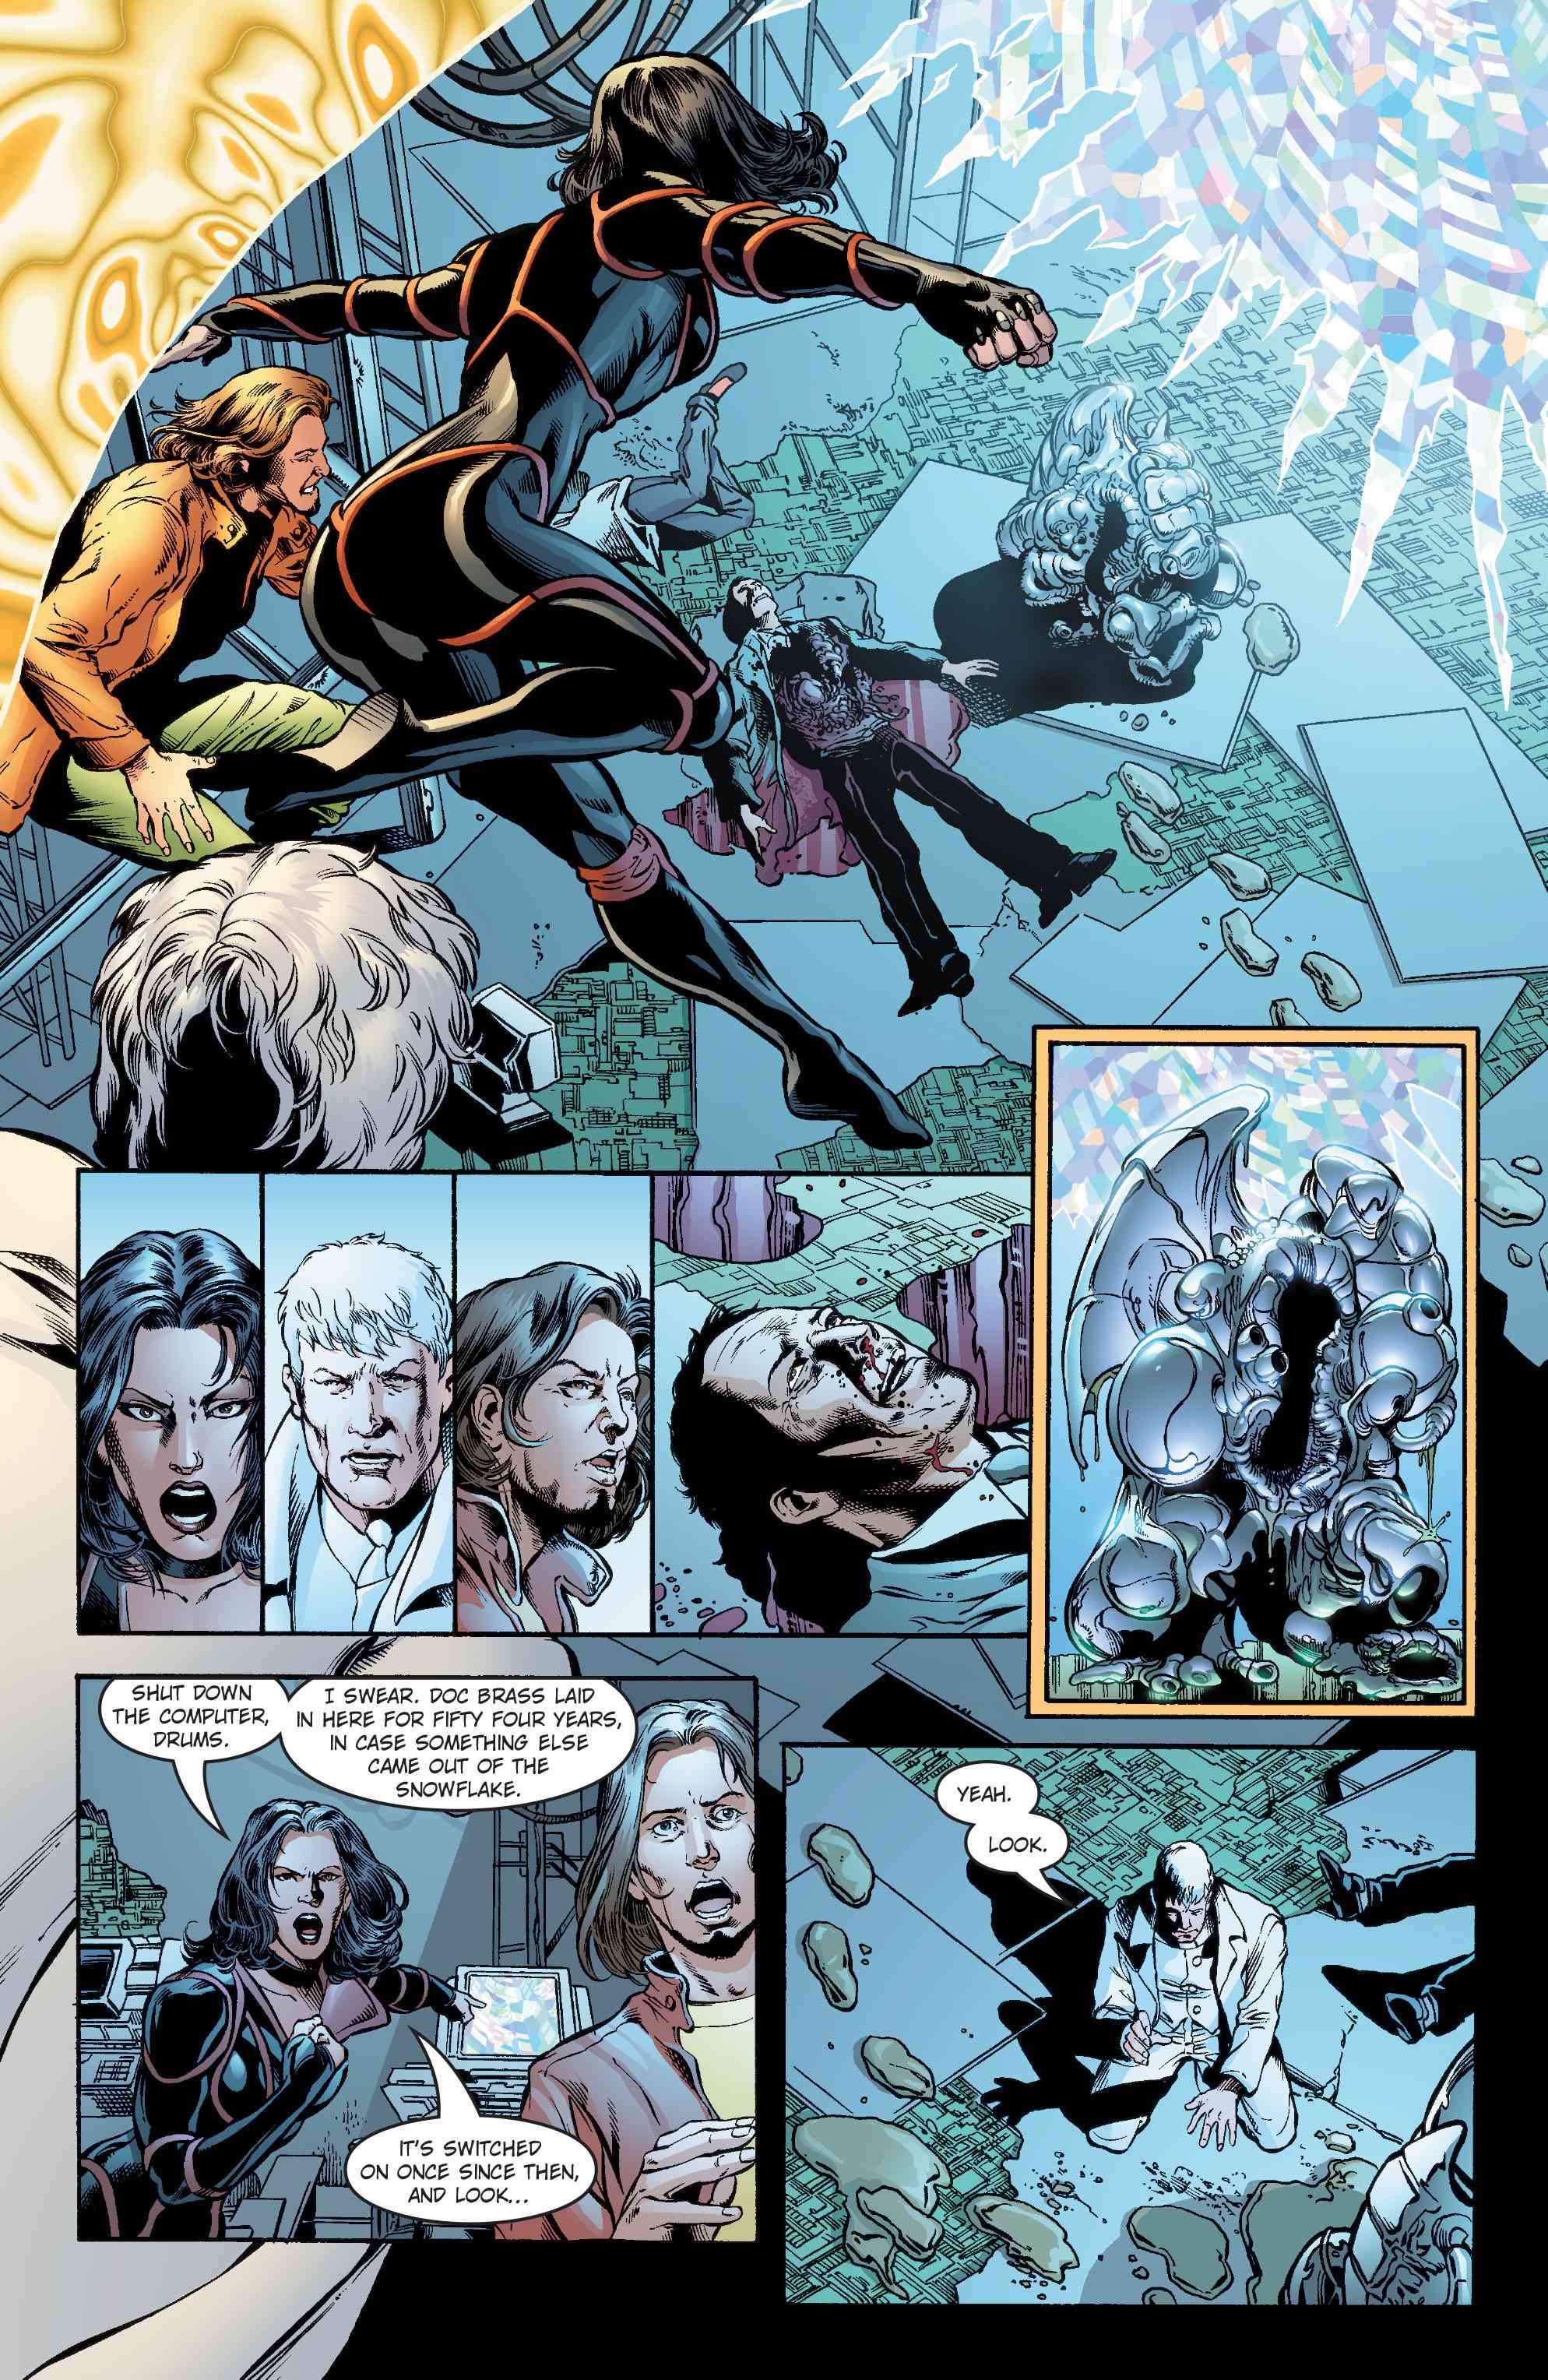 SHUT DOWN
THE COMPUTER,
DRUMS.
I SWEAR. DOC BRASS LAID
IN HERE FOR FIFTY FOUR YEARS,
IN CASE SOMETHING ELSE
CAME OUT OF THE
SNOWFLAKE.
IT'S SWITCHED
ON ONCE SINCE THEN,
AND LOOK...
YEAH.
LOOK.